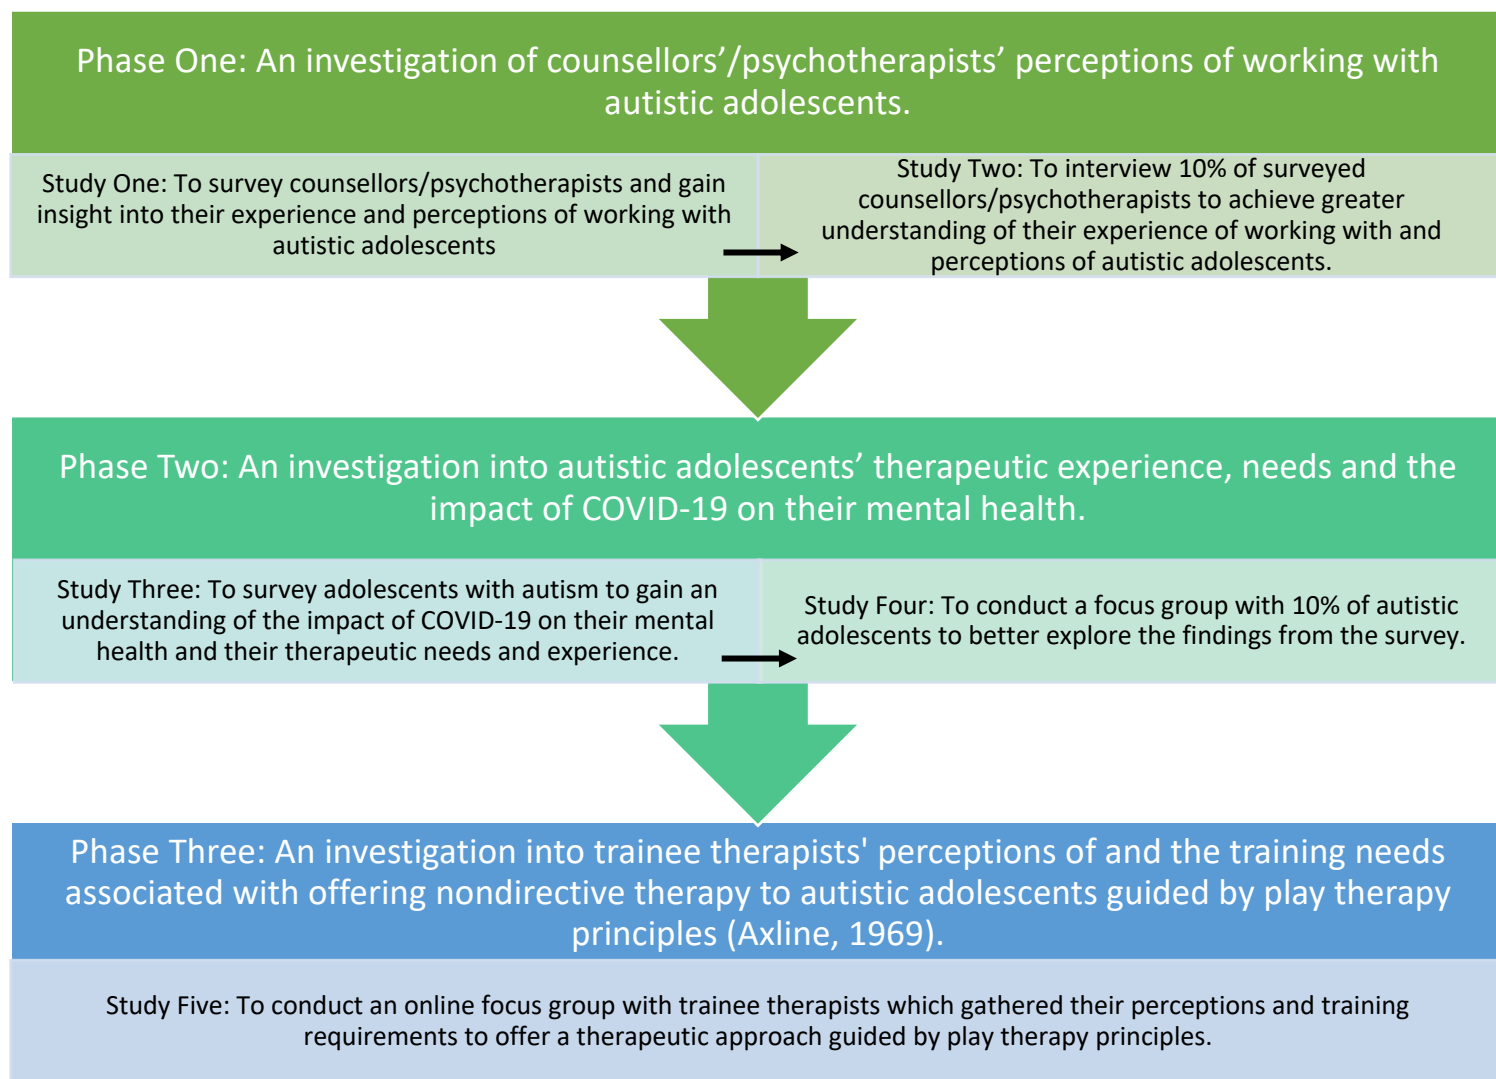 Phase One: An investigation of counsellors’/psychotherapists’ perceptions of working with
autistic adolescents.
Study One: To survey counsellors/psychotherapists and gain
insight into their experience and perceptions of working with
autistic adolescents
Study Two: To interview 10% of surveyed
counsellors/psychotherapists to achieve greater
understanding of their experience of working with and
perceptions of autistic adolescents.
Phase Two: An investigation into autistic adolescents’ therapeutic experience, needs and the
impact of COVID-19 on their mental health.
Study Three: To survey adolescents with autism to gain an
understanding of the impact of COVID-19 on their mental
health and their therapeutic needs and experience.
Study Four: To conduct a focus group with 10% of autistic
adolescents to better explore the findings from the survey.
Phase Three: An investigation into trainee therapists' perceptions of and the training needs
associated with offering nondirective therapy to autistic adolescents guided by play therapy
principles (Axline, 1969).
Study Five: To conduct an online focus group with trainee therapists which gathered their perceptions and training
requirements to offer a therapeutic approach guided by play therapy principles.